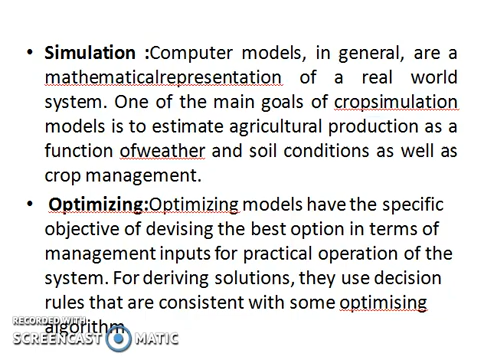 • Simulation :Computer models, in general, are a
mathematicalrepresentation of a real world
system. One of the main goals of cropsimulation
models is to estimate agricultural production as a
function ofweather and soil conditions as well as
crop management.
• Optimizing:Optimizing models have the specific
objective of devising the best option in terms of
management inputs for practical operation of the
system. For deriving solutions, they use decision
rules that are consistent with some optimising
algorithm
RECORDED WITH
SCREENCAST MATIC